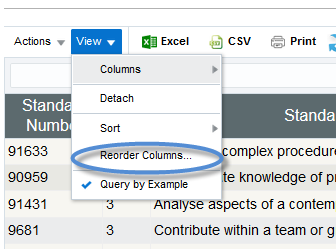 Actions View Excel CSV Print
Columns
Detach
Sort
Reorder Columns...
Query by Example
Standa
Numbe
Standa
91633 complex procedure
90959 te knowledge of p
91431 3 Analyse aspects of a contem
9681 3 Contribute within a team or g